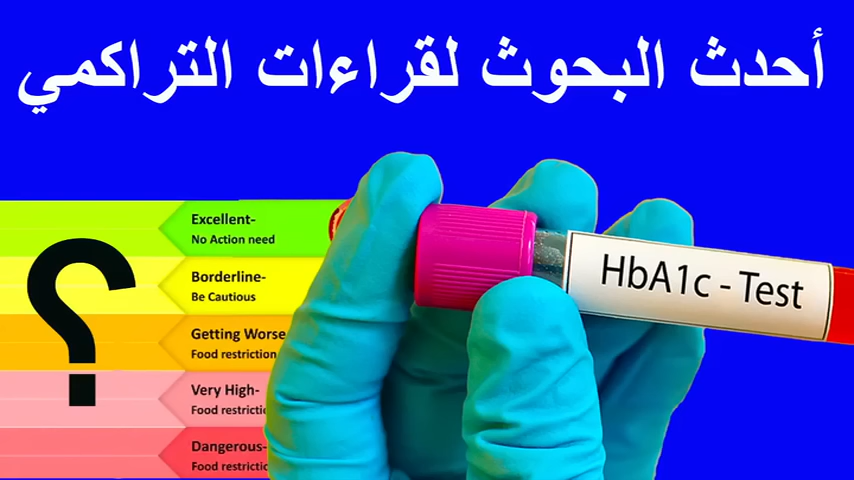 أحدث البحوث لقراءات التراكمي
Excellent-
No Action need
Borderline-
Be Cautious
Getting Worse
Food restriction
Very High-
Food restrictio
Dangerous-
Food restrictio
؟
HbA1c - Test